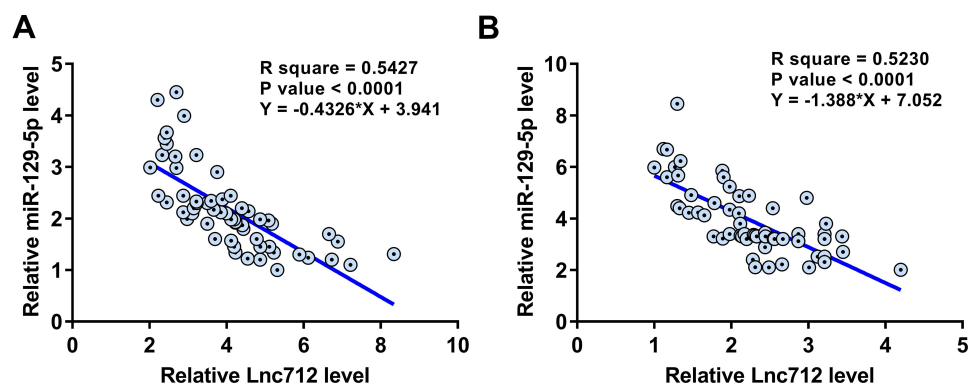 A
R square = 0.5427
P value < 0.0001
Y = -0.4326*X + 3.941
Relative miR-129-5p level
5
4
3
2
1
0
0 2 4 6 8 10
Relative Lnc712 level
B
R square = 0.5230
P value < 0.0001
Y = -1.388*X + 7.052
Relative miR-129-5p level
10
8
6
4
2
0
0 1 2 3 4 5
Relative Lnc712 level